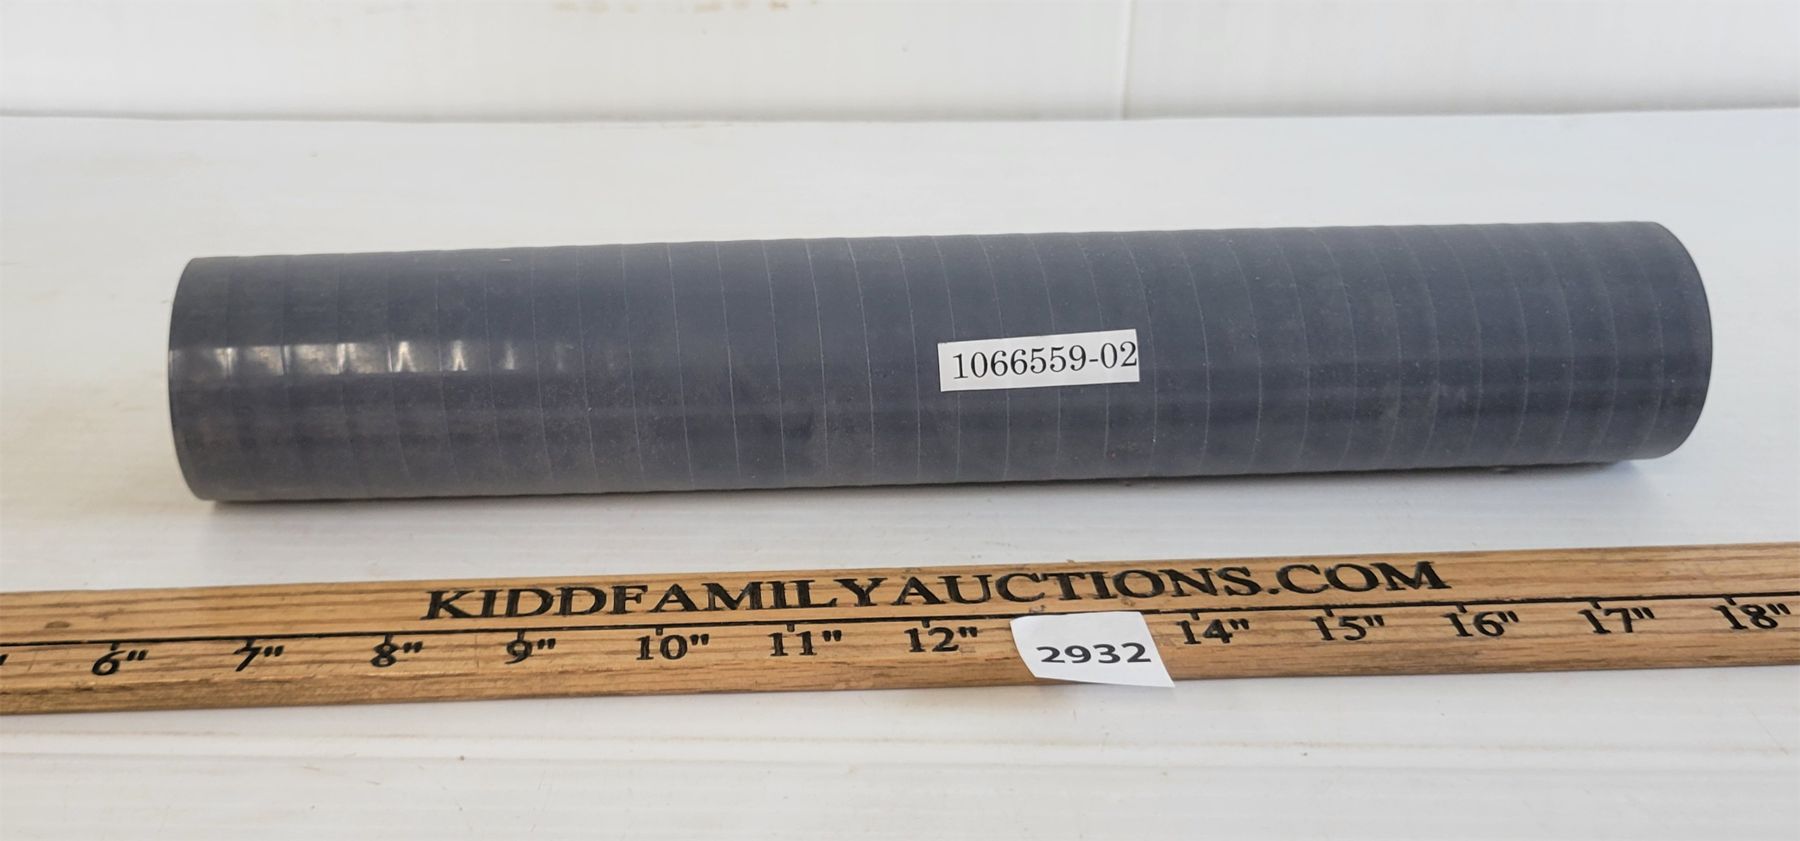 1066559-02
KIDDFAMILYAUCTIONS.COM
6" 7" 8" 9" 10" 11" 12" 14" 15" 16" 17" 18"
2932